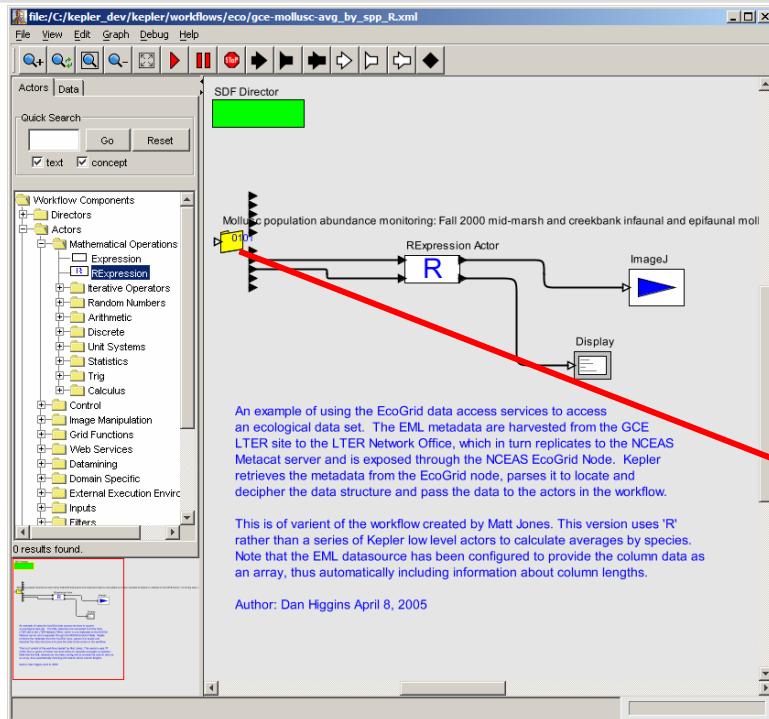 file:/C:/kepler_dev/kepler/workflows/eco/gce-mollusc-avg_by_spp_R.xml
File View Edit Graph Debug Help
STOP
Actors Data
Quick Search
Go Reset
text concept
Workflow Components
Directors
Actors
Mathematical Operations
Expression
R RExpression
Iterative Operators
Random Numbers
Arithmetic
Discrete
Unit Systems
Statistics
Trig
Calculus
Control
Image Manipulation
Grid Functions
Web Services
Datamining
Domain Specific
External Execution Enviro
Inputs
Filters
0 results found.
SDF Director
Mollusc population abundance monitoring: Fall 2000 mid-marsh and creekbank infaunal and epifaunal moll
0101
RExpression Actor
R
ImageJ
Display
An example of using the EcoGrid data access services to access
an ecological data set. The EML metadata are harvested from the GCE
LTER site to the LTER Network Office, which in turn replicates to the NCEAS
Metacat server and is exposed through the NCEAS EcoGrid Node. Kepler
retrieves the metadata from the EcoGrid node, parses it to locate and
decipher the data structure and pass the data to the actors in the workflow.
This is of varient of the workflow created by Matt Jones. This version uses 'R'
rather than a series of Kepler low level actors to calculate averages by species.
Note that the EML datasource has been configured to provide the column data as
an array, thus automatically including information about column lengths.
Author: Dan Higgins April 8, 2005